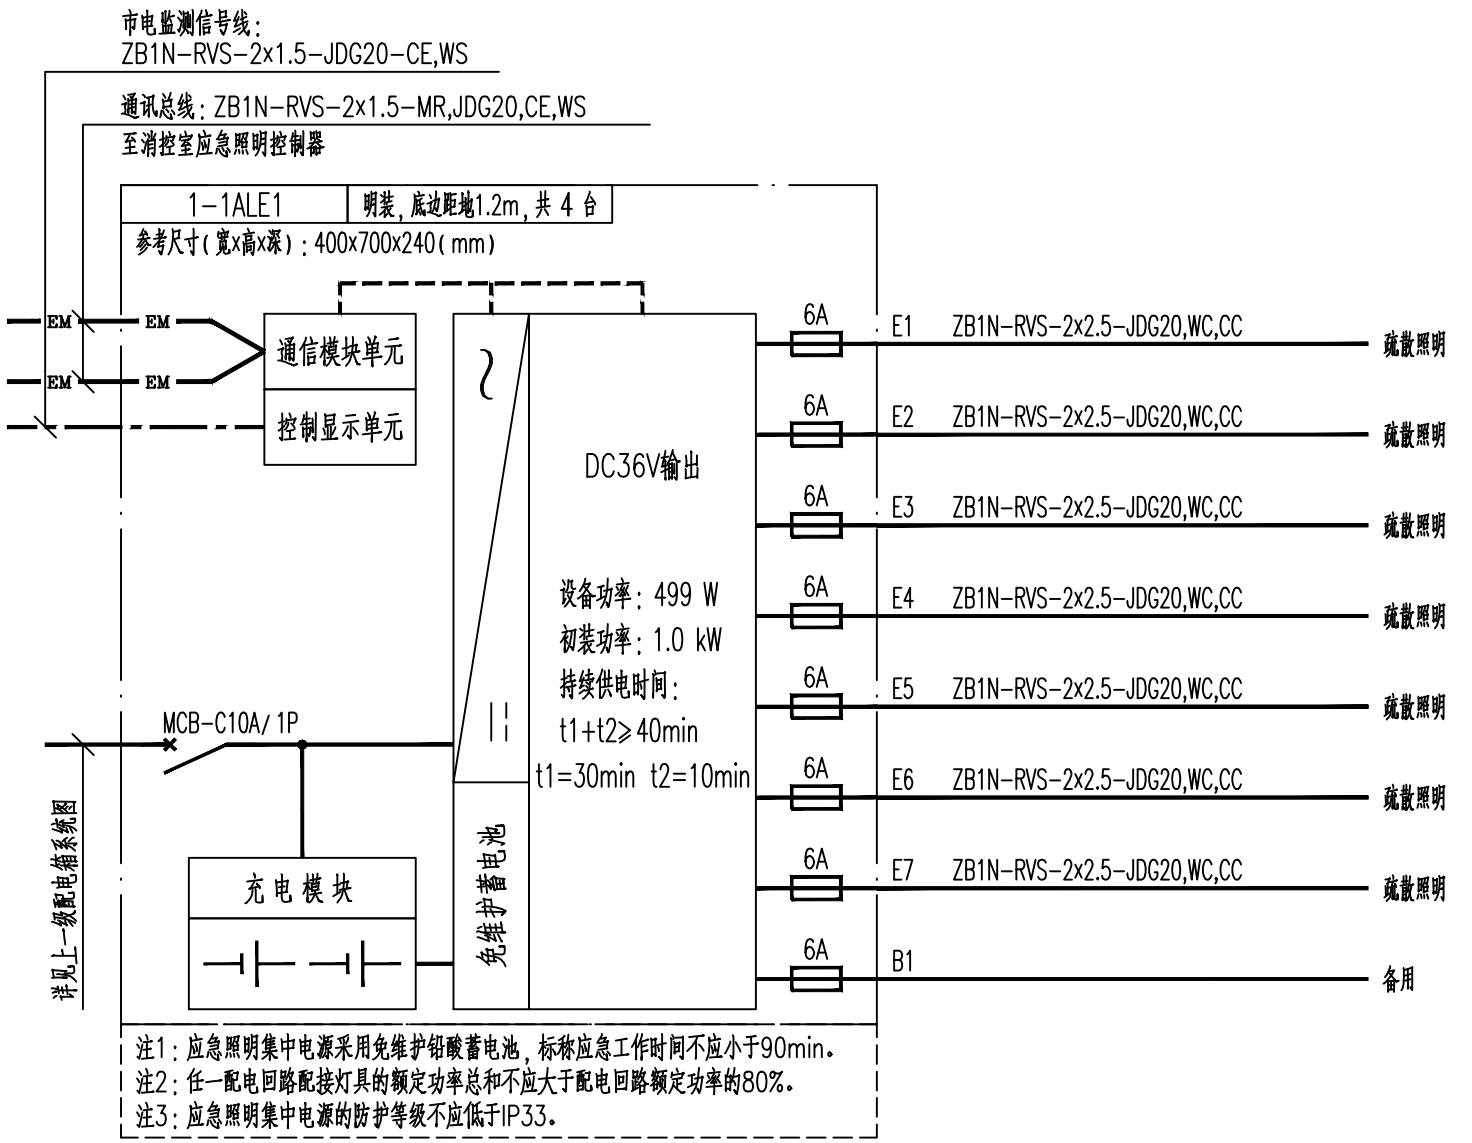 市电监测信号线：
ZB1N-RVS-2x1.5-JDG20-CE,WS
通讯总线：ZB1N-RVS-2x1.5-MR,JDG20,CE,WS
至消控室应急照明控制器
1-1ALE1
明装，底边距地1.2m，共 4 台
参考尺寸(宽x高x深)：400x700x240(mm)
EM
EM
EM
EM
通信模块单元
控制显示单元
DC36V输出
设备功率：499 W
初装功率：1.0 kW
持续供电时间：
t1+t2≥40min
t1=30min t2=10min
MCB-C10A/1P
详见上一级配电箱系统图
充电模块
免维护蓄电池
6A
E1
ZB1N-RVS-2x2.5-JDG20,WC,CC
疏散照明
6A
E2
ZB1N-RVS-2x2.5-JDG20,WC,CC
疏散照明
6A
E3
ZB1N-RVS-2x2.5-JDG20,WC,CC
疏散照明
6A
E4
ZB1N-RVS-2x2.5-JDG20,WC,CC
疏散照明
6A
E5
ZB1N-RVS-2x2.5-JDG20,WC,CC
疏散照明
6A
E6
ZB1N-RVS-2x2.5-JDG20,WC,CC
疏散照明
6A
E7
ZB1N-RVS-2x2.5-JDG20,WC,CC
疏散照明
6A
B1
备用
注1：应急照明集中电源采用免维护铅酸蓄电池，标称应急工作时间不应小于90min。
注2：任一配电回路配接灯具的额定功率总和不应大于配电回路额定功率的80%。
注3：应急照明集中电源的防护等级不应低于IP33。